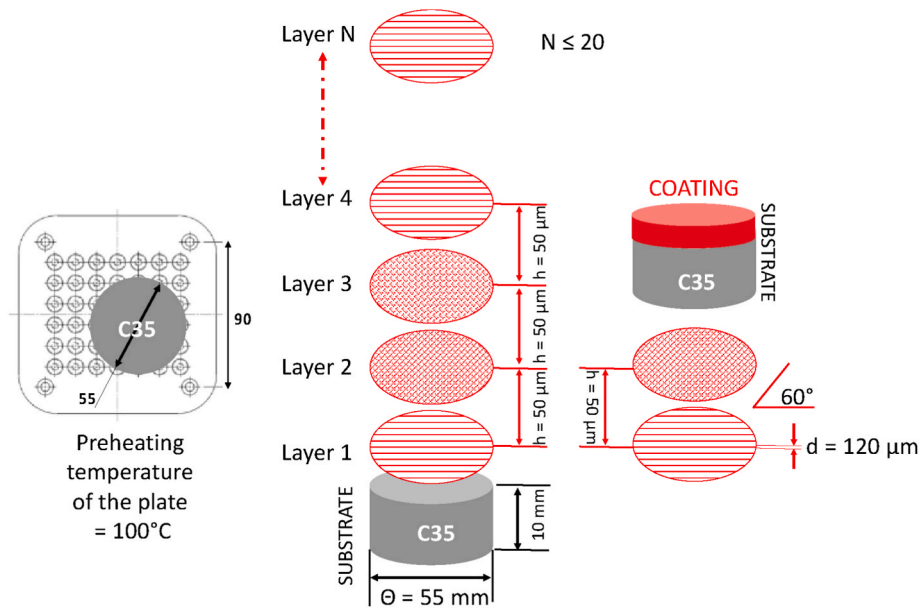 Layer N
N ≤ 20
Layer 4
COATING
SUBSTRATE
C35
h = 50 µm
Layer 3
C35
90
h = 50 µm
Layer 2
h = 50 µm
h = 50 µm
60°
55
Preheating
temperature
of the plate
= 100°C
Layer 1
d = 120 µm
SUBSTRATE
C35
10 mm
Θ = 55 mm